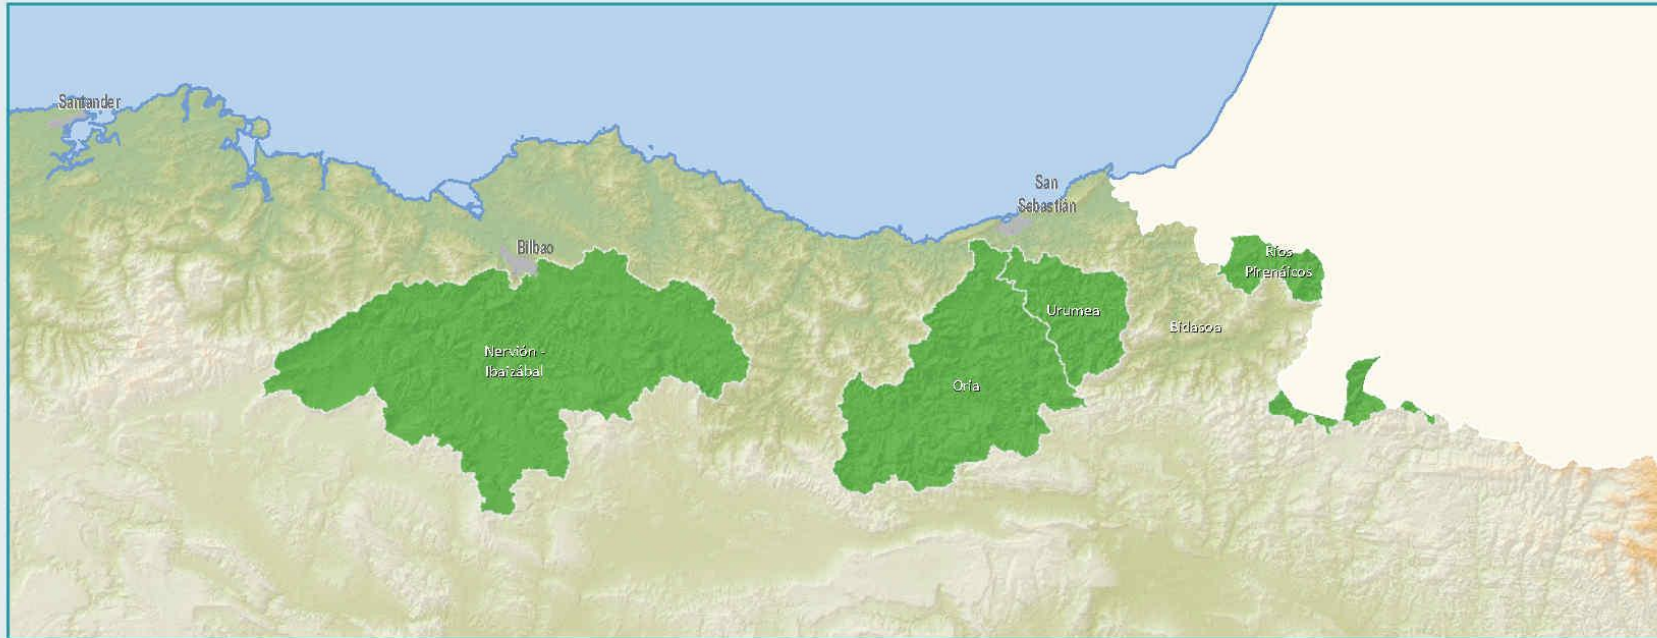 Santander
San
Sebastián
Bilbao
Ríos
Pirenáicos
Urumea
Bidasoa
Nervión -
Ibaizábal
Oria